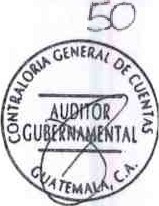 50
CONTRALORIA GENERAL DE CUENTAS
AUDITOR
GUBERNAMENTAL
GUATEMALA, C.A.